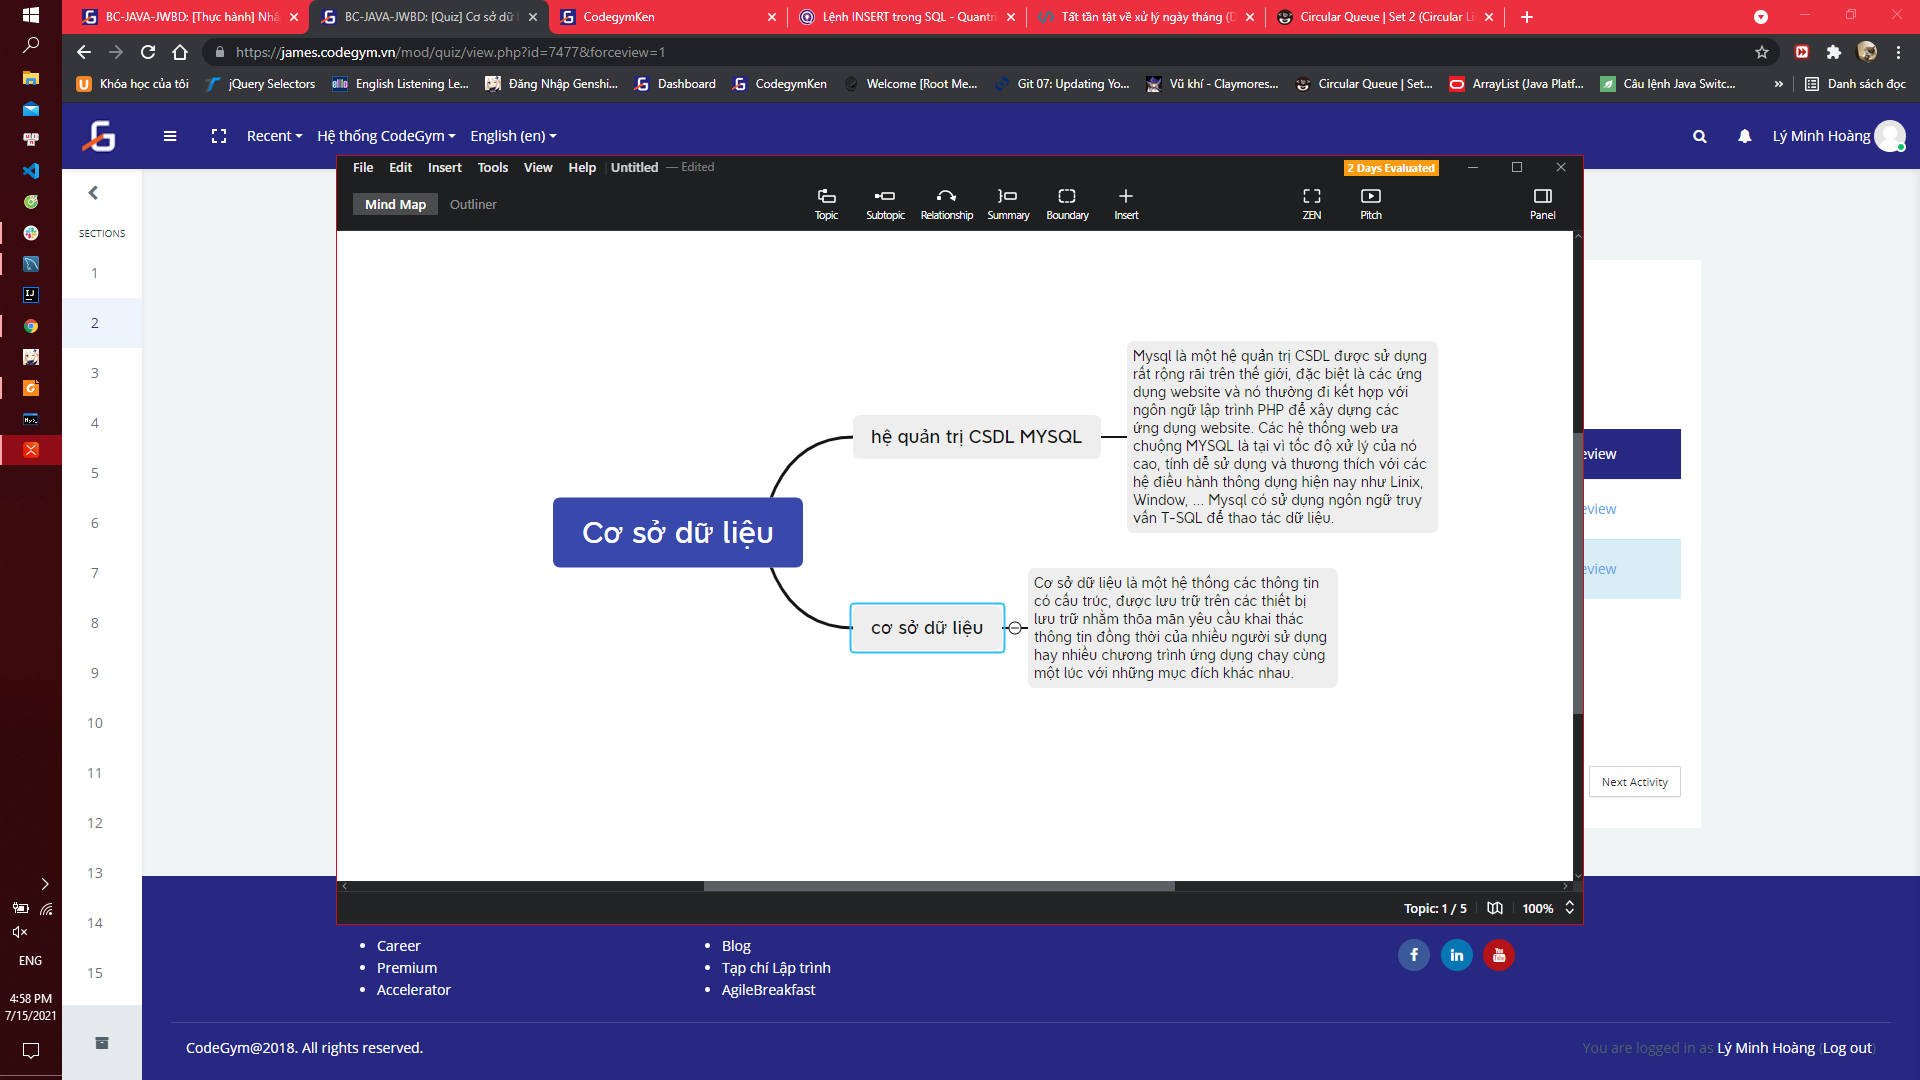 BC-JAVA-JWBD: [Thực hành] Nhậ
BC-JAVA-JWBD: [Quiz] Cơ sở dữ l
CodegymKen
Lệnh INSERT trong SQL - Quantri
Tất tần tật về xử lý ngày tháng (D
Circular Queue | Set 2 (Circular Li
https://james.codegym.vn/mod/quiz/view.php?id=7477&forceview=1
Khóa học của tôi
jQuery Selectors
English Listening Le...
Đăng Nhập Genshi...
Dashboard
CodegymKen
Welcome [Root Me...
Git 07: Updating Yo...
Vũ khí - Claymores...
Circular Queue | Set...
ArrayList (Java Platf...
Câu lệnh Java Switc...
»
Danh sách đọc
Recent
Hệ thống CodeGym
English (en)
Lý Minh Hoàng
File Edit Insert Tools View Help Untitled — Edited
2 Days Evaluated
Mind Map
Outliner
Topic
Subtopic
Relationship
Summary
Boundary
Insert
ZEN
Pitch
Panel
SECTIONS
1
2
3
4
5
6
7
8
9
10
11
12
13
14
15
Cơ sở dữ liệu
hệ quản trị CSDL MYSQL
Mysql là một hệ quản trị CSDL được sử dụng
rất rộng rãi trên thế giới, đặc biệt là các ứng
dụng website và nó thường đi kết hợp với
ngôn ngữ lập trình PHP để xây dựng các
ứng dụng website. Các hệ thống web ưa
chuộng MYSQL là tại vì tốc độ xử lý của nó
cao, tính dễ sử dụng và thương thích với các
hệ điều hành thông dụng hiện nay như Linix,
Window, ... Mysql có sử dụng ngôn ngữ truy
vấn T-SQL để thao tác dữ liệu.
cơ sở dữ liệu
Cơ sở dữ liệu là một hệ thống các thông tin
có cấu trúc, được lưu trữ trên các thiết bị
lưu trữ nhằm thõa mãn yêu cầu khai thác
thông tin đồng thời của nhiều người sử dụng
hay nhiều chương trình ứng dụng chạy cùng
một lúc với những mục đích khác nhau.
eview
eview
eview
Next Activity
Topic: 1 / 5
100%
Career
Premium
Accelerator
Blog
Tạp chí Lập trình
AgileBreakfast
ENG
4:58 PM
7/15/2021
CodeGym@2018. All rights reserved.
You are logged in as Lý Minh Hoàng (Log out)